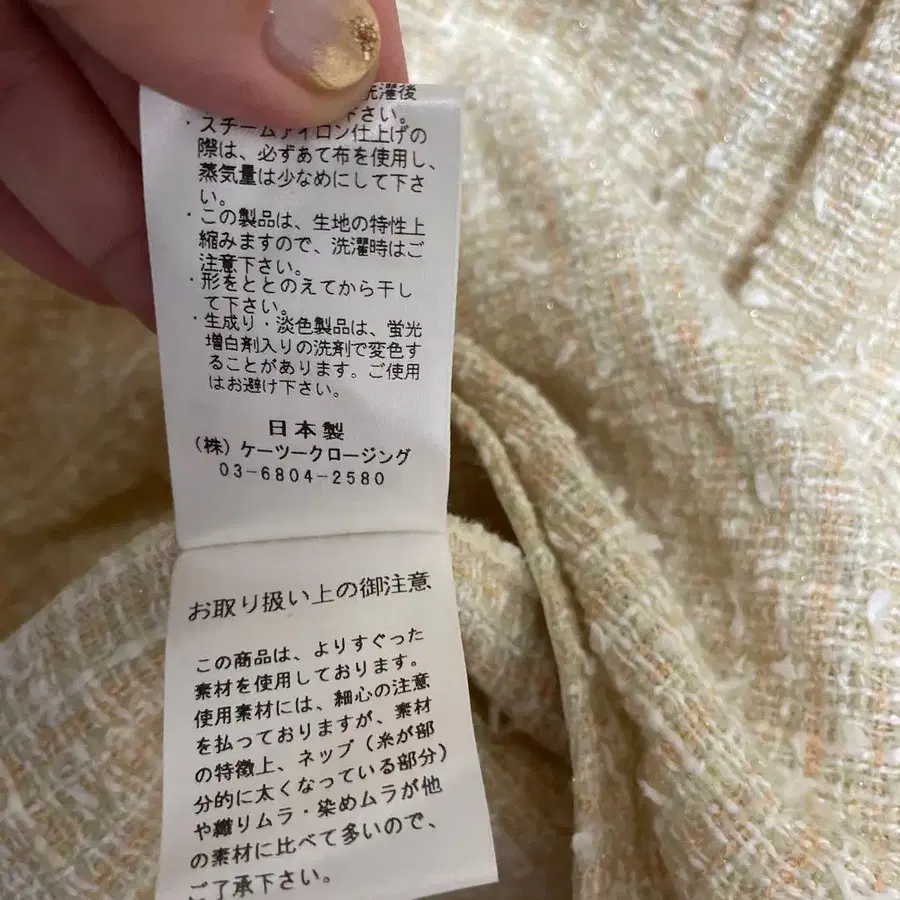 洗濯後
下さい。
・スチームアイロン仕上げの
際は、必ずあて布を使用し、
蒸気量は少なめにして下さ
い。
・この製品は、生地の特性上
縮みますので、洗濯時はご
注意下さい。
・形をととのえてから干し
て下さい。
・生成り・淡色製品は、蛍光
増白剤入りの洗剤で変色す
ることがあります。ご使用
はお避け下さい。
日本製
(株) ケーツークロージング
03-6804-2580
お取り扱い上の御注意
この商品は、よりすぐった
素材を使用しております。
使用素材には、細心の注意
を払っておりますが、素材
の特徴上、ネップ (糸が部
分的に太くなっている部分)
や織りムラ・染めムラが他
の素材に比べて多いので、
ご了承下さい。